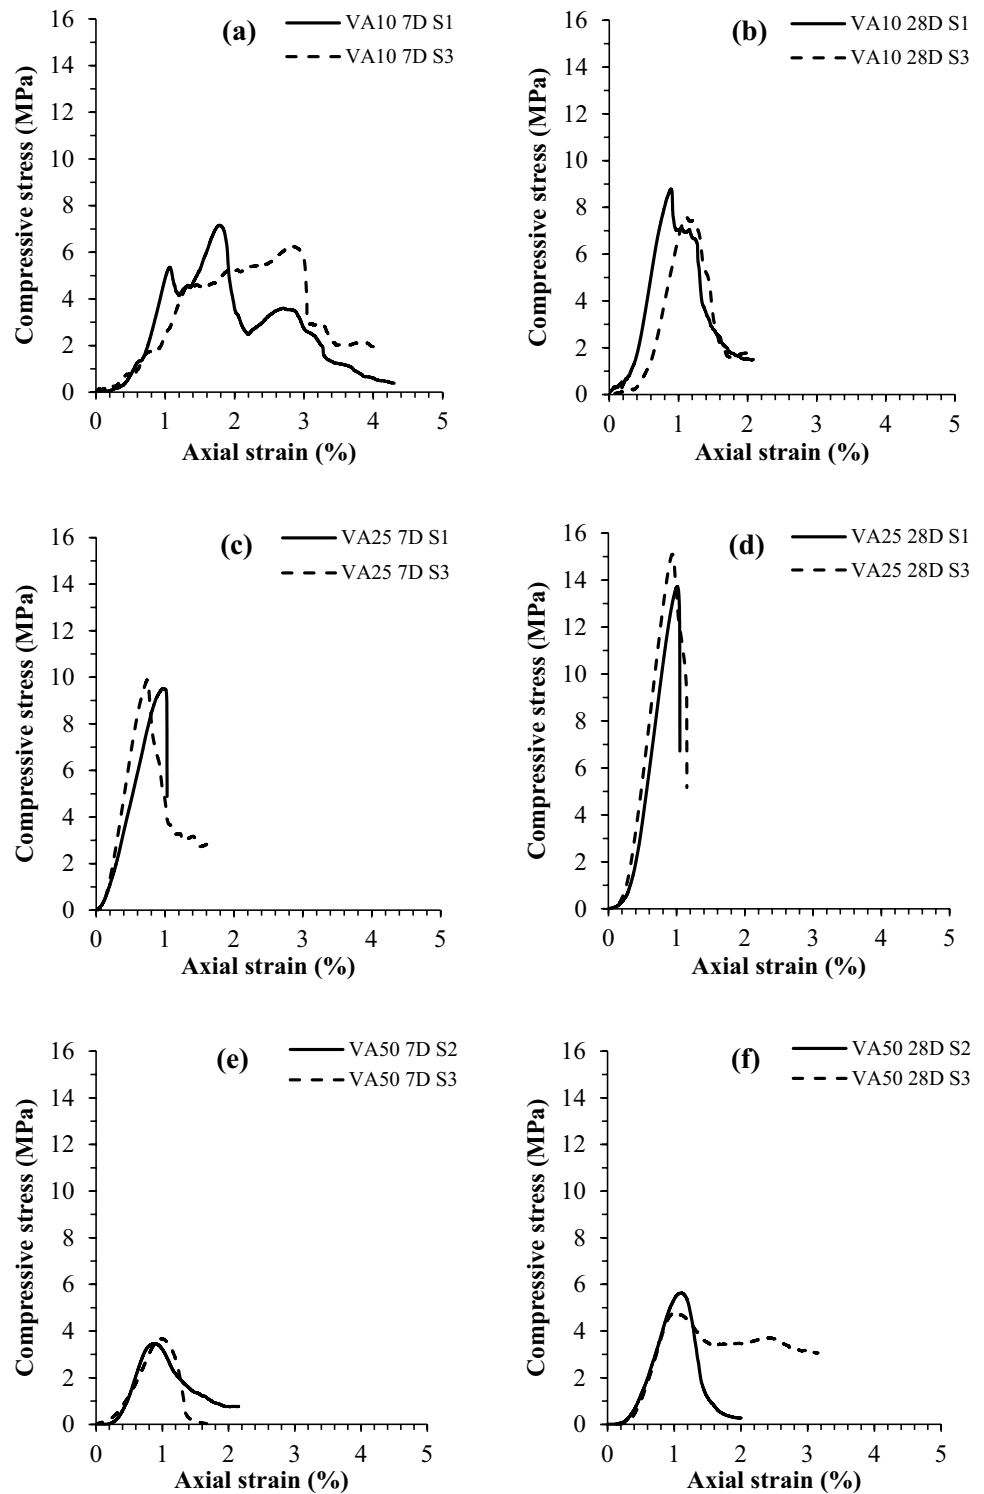 (a)
VA10 7D S1
VA10 7D S3
16
14
12
10
8
6
4
2
0
Compressive stress (MPa)
0 1 2 3 4 5
Axial strain (%)
(b)
VA10 28D S1
VA10 28D S3
16
14
12
10
8
6
4
2
0
Compressive stress (MPa)
0 1 2 3 4 5
Axial strain (%)
(c)
VA25 7D S1
VA25 7D S3
16
14
12
10
8
6
4
2
0
Compressive stress (MPa)
0 1 2 3 4 5
Axial strain (%)
(d)
VA25 28D S1
VA25 28D S3
16
14
12
10
8
6
4
2
0
Compressive stress (MPa)
0 1 2 3 4 5
Axial strain (%)
(e)
VA50 7D S2
VA50 7D S3
16
14
12
10
8
6
4
2
0
Compressive stress (MPa)
0 1 2 3 4 5
Axial strain (%)
(f)
VA50 28D S2
VA50 28D S3
16
14
12
10
8
6
4
2
0
Compressive stress (MPa)
0 1 2 3 4 5
Axial strain (%)